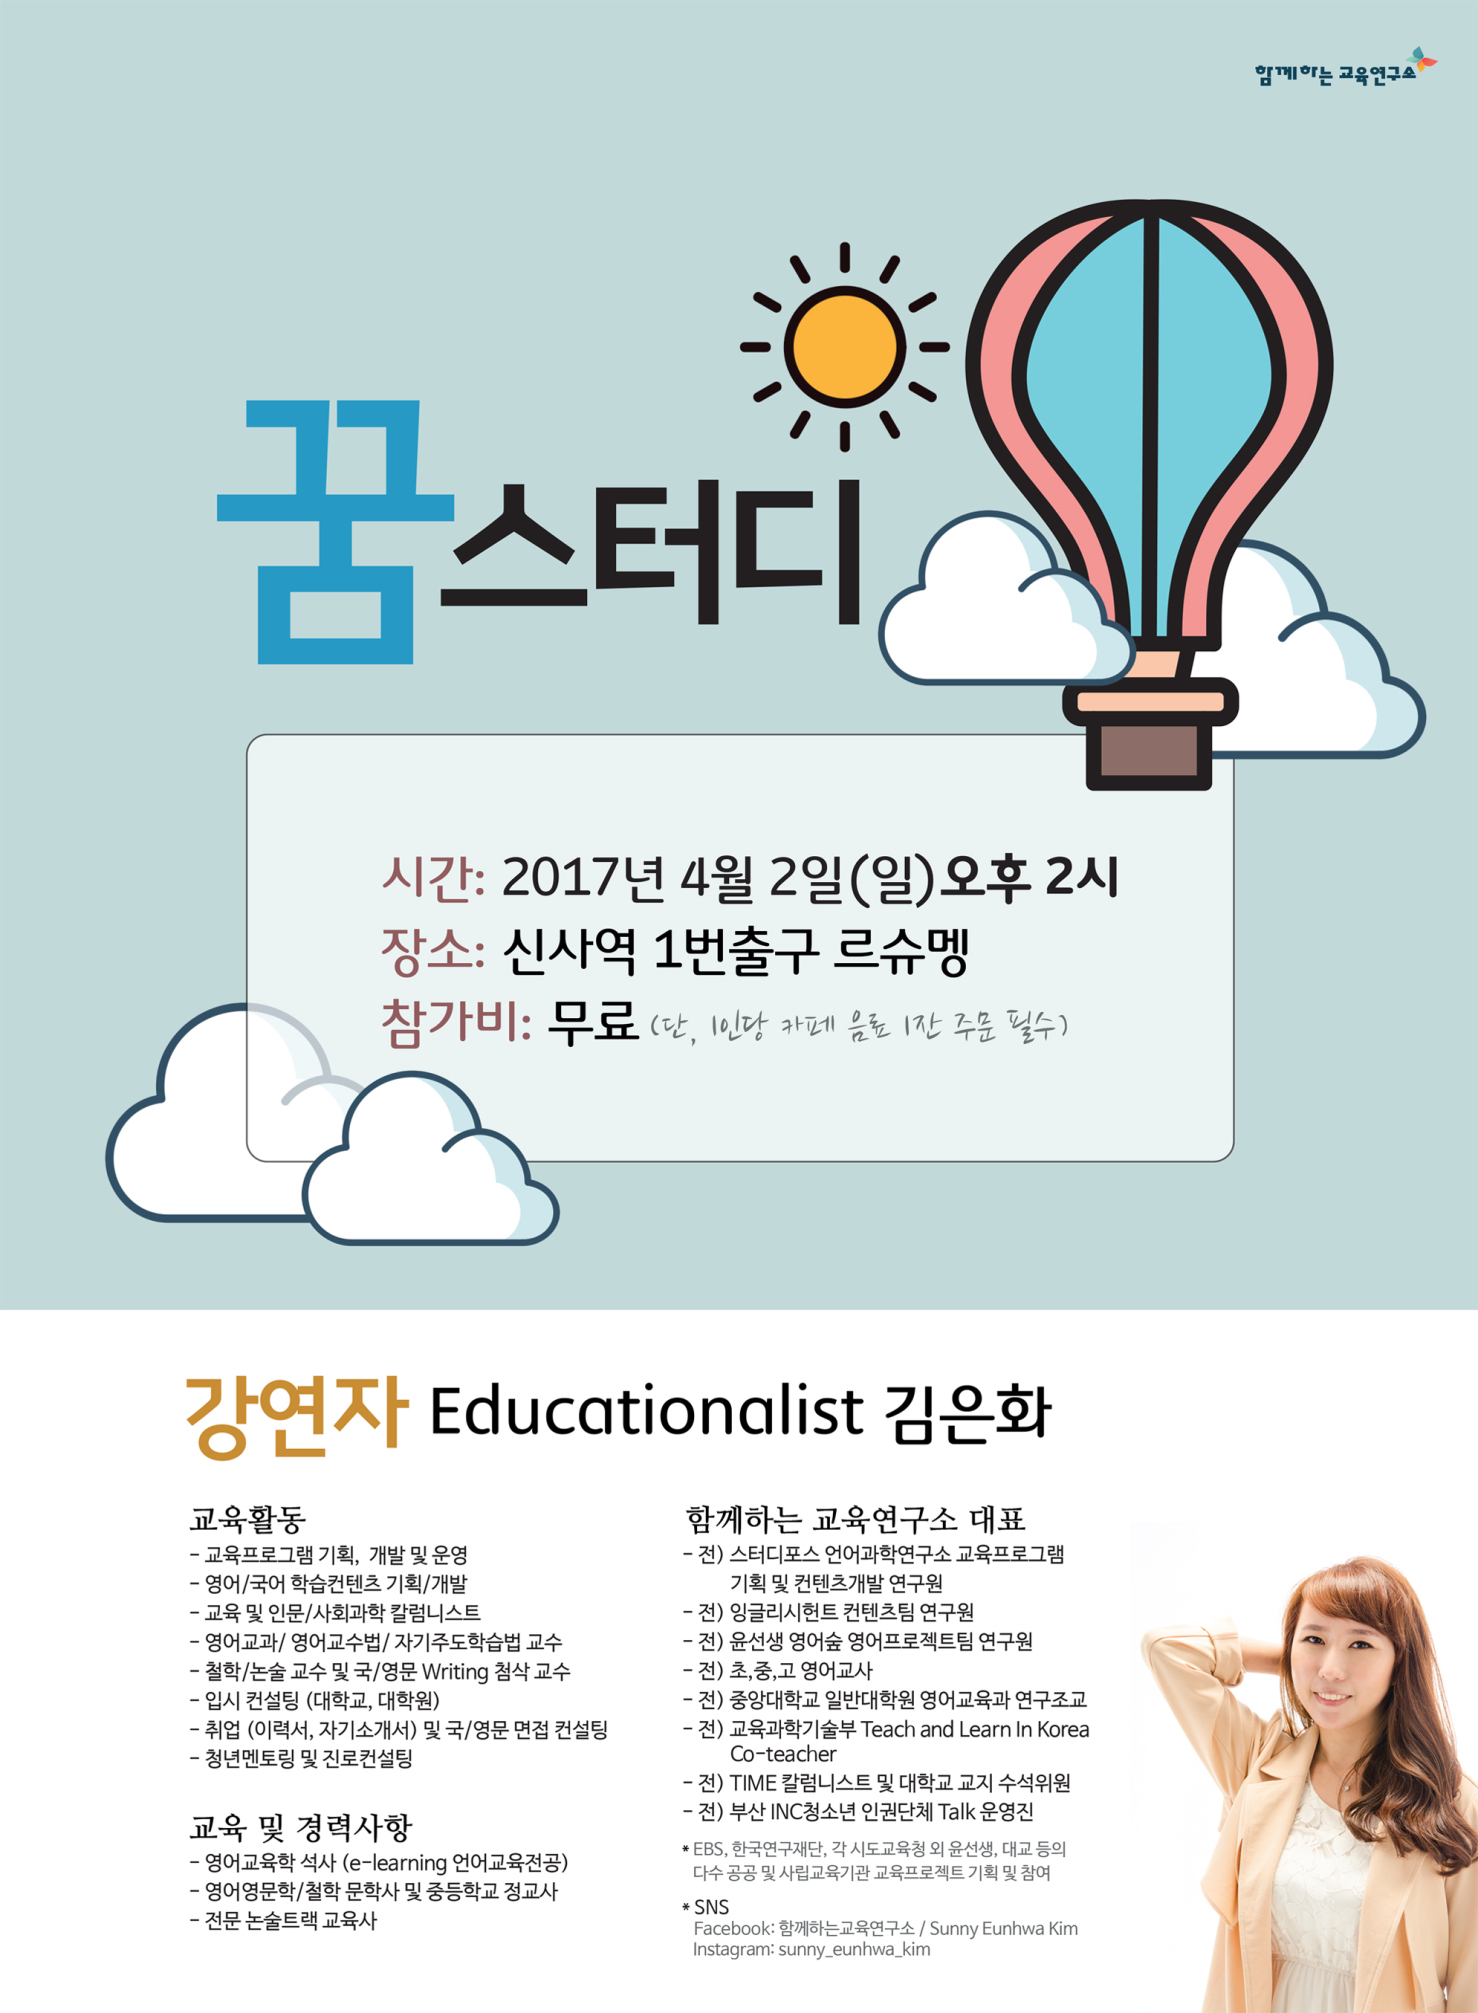 함께하는 교육연구소
꿈스터디
시간: 2017년 4월 2일(일)오후 2시
장소: 신사역 1번출구 르슈멩
참가비: 무료 (단, 1인당 카페 음료 1잔 주문 필수)
강연자 Educationalist 김은화
교육활동
- 교육프로그램 기획, 개발 및 운영
- 영어/국어 학습컨텐츠 기획/개발
- 교육 및 인문/사회과학 칼럼니스트
- 영어교과/ 영어교수법/ 자기주도학습법 교수
- 철학/논술 교수 및 국/영문 Writing 첨삭 교수
- 입시 컨설팅 (대학교, 대학원)
- 취업 (이력서, 자기소개서) 및 국/영문 면접 컨설팅
- 청년멘토링 및 진로컨설팅
교육 및 경력사항
- 영어교육학 석사 (e-learning 언어교육전공)
- 영어영문학/철학 문학사 및 중등학교 정교사
- 전문 논술트랙 교육사
함께하는 교육연구소 대표
- 전) 스터디포스 언어과학연구소 교육프로그램
기획 및 컨텐츠개발 연구원
- 전) 잉글리시헌트 컨텐츠팀 연구원
- 전) 윤선생 영어숲 영어프로젝트팀 연구원
- 전) 초,중,고 영어교사
- 전) 중앙대학교 일반대학원 영어교육과 연구조교
- 전) 교육과학기술부 Teach and Learn In Korea
Co-teacher
- 전) TIME 칼럼니스트 및 대학교 교지 수석위원
- 전) 부산 INC청소년 인권단체 Talk 운영진
* EBS, 한국연구재단, 각 시도교육청 외 윤선생, 대교 등의
다수 공공 및 사립교육기관 교육프로젝트 기획 및 참여
* SNS
Facebook: 함께하는교육연구소 / Sunny Eunhwa Kim
Instagram: sunny_eunhwa_kim